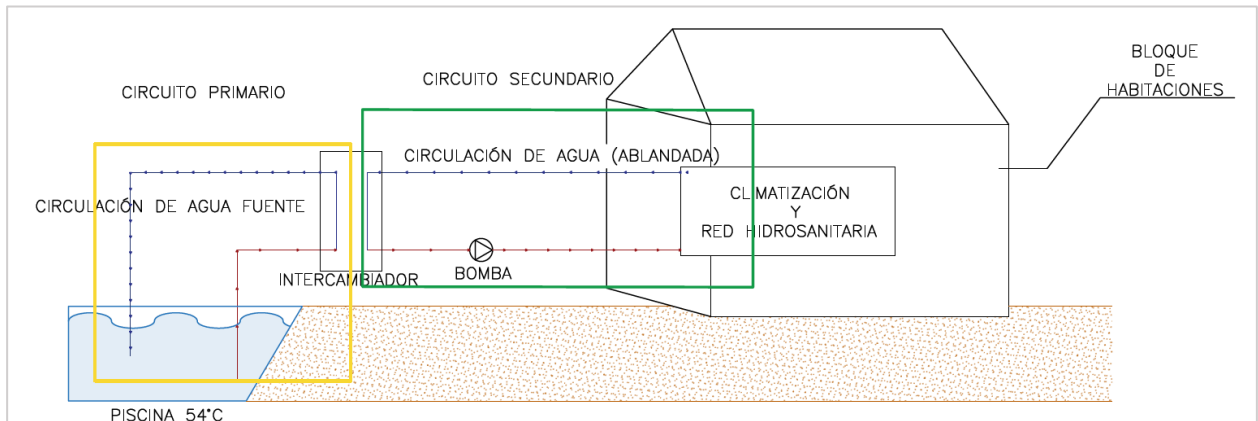 CIRCUITO PRIMARIO
CIRCUITO SECUNDARIO
BLOQUE
DE
HABITACIONES
CIRCULACIÓN DE AGUA (ABLANDADA)
CIRCULACIÓN DE AGUA FUENTE
CLIMATIZACIÓN
Y
RED HIDROSANITARIA
INTERCAMBIADOR
BOMBA
PISCINA 54°C